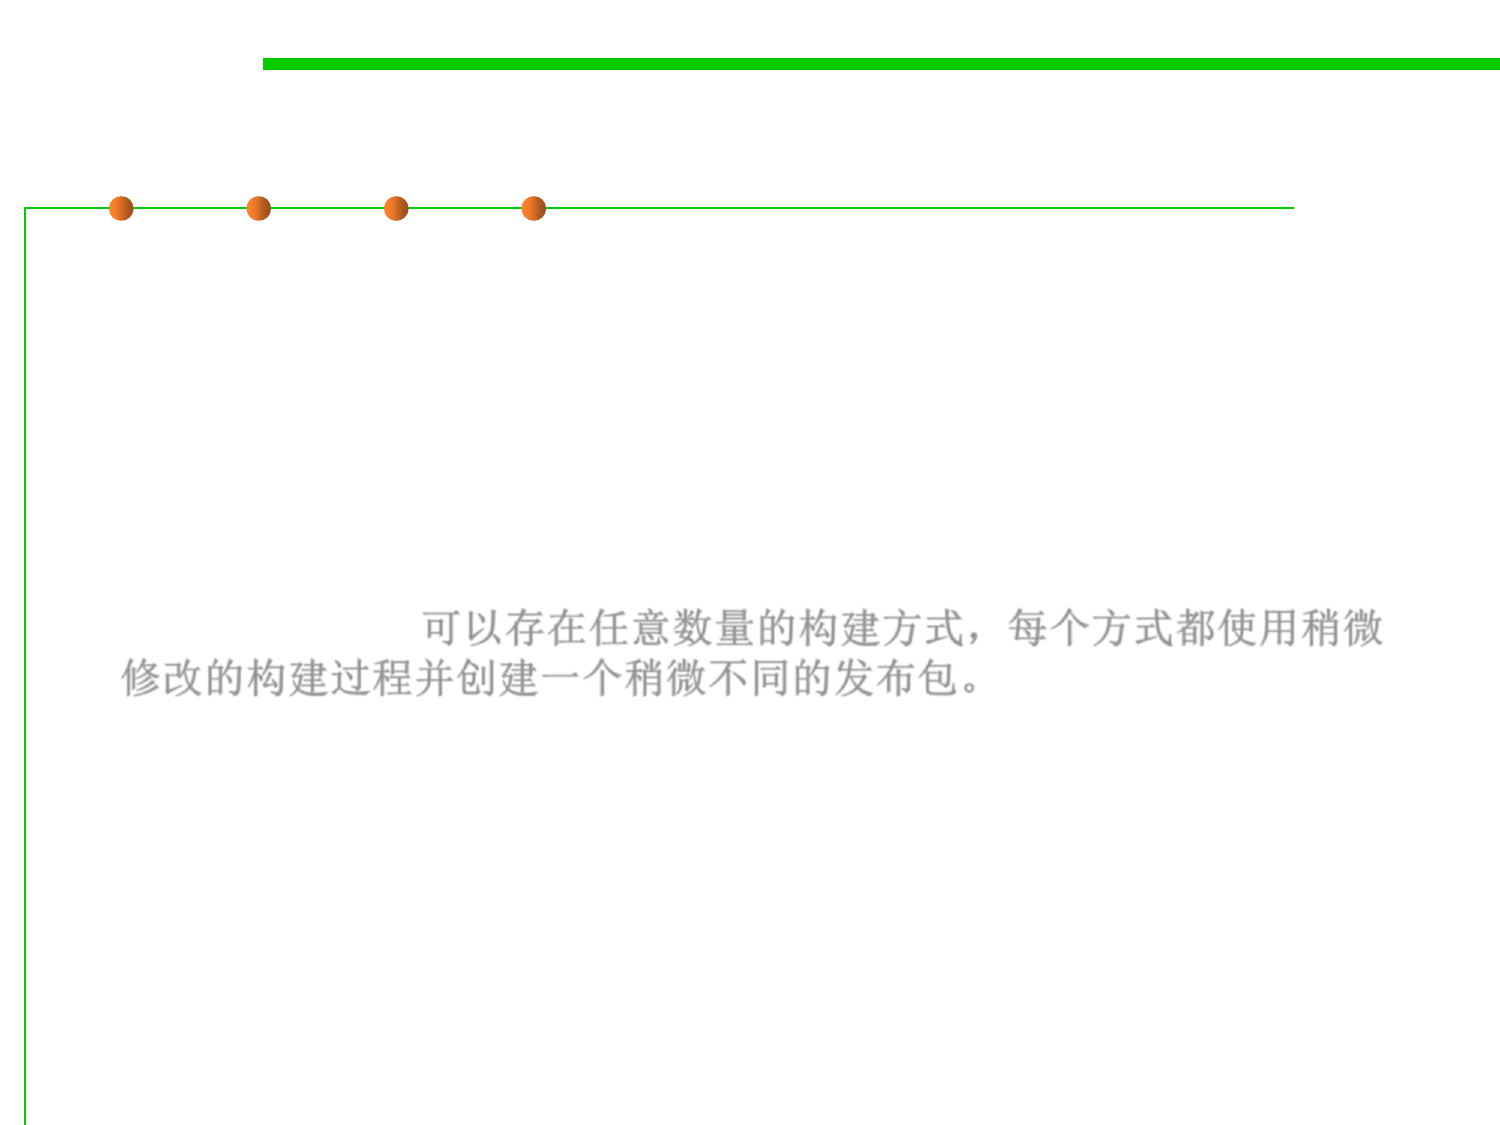 可以存在任意数量的构建方式，每个方式都使用稍微
修改的构建过程并创建一个稍微不同的发布包。